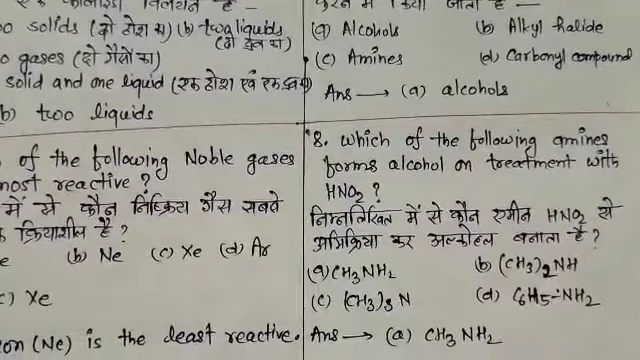 solids (दो ठोस का) (b) two liquids
(दो द्रव का)
gases (दो गैसों का)
solid and one liquid (एक ठोस एवं एक द्रव का)
b) two liquids
of the following Noble gases
most reactive ?
में से कौन निष्क्रिय गैस सबसे
क्रियाशील है ?
(b) Ne (c) Xe (d) Ar
c) Xe
(Ne) is the least reactive.
करने में किया जाता है -
(a) Alcohols (b) Alkyl halide
(c) Amines (d) Carbonyl compound
Ans → (a) alcohols
8. Which of the following amines
forms alcohol on treatment with
HNO2 ?
निम्नलिखित में से कौन एमीन HNO2 से
अभिक्रिया कर अल्कोहल बनाता है ?
(a) CH3NH2 (b) (CH3)2NH
(c) (CH3)3N (d) C6H5-NH2
Ans → (a) CH3NH2